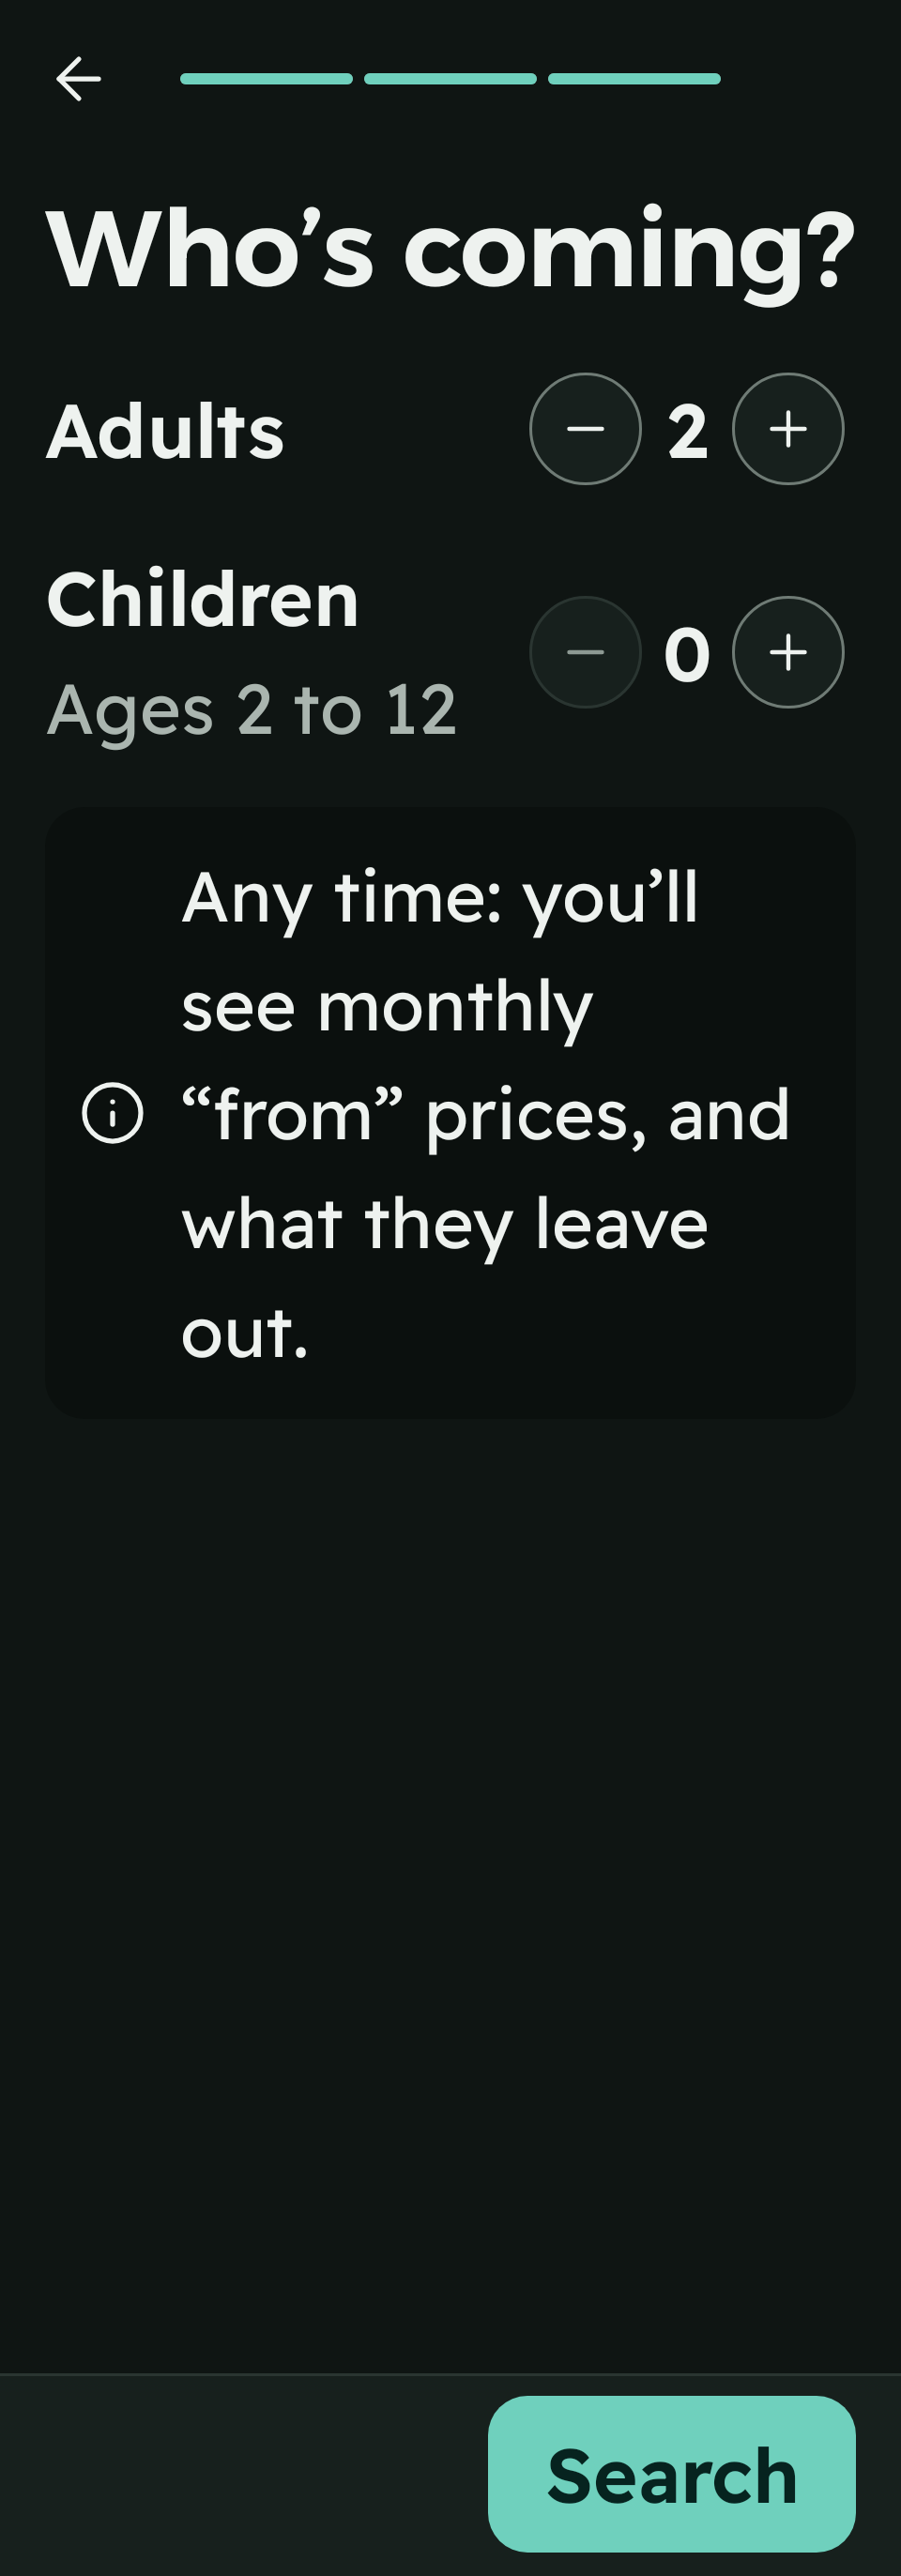 Who’s coming?
Adults
2
Children
Ages 2 to 12
0
Any time: you’ll
see monthly
“from” prices, and
what they leave
out.
Search